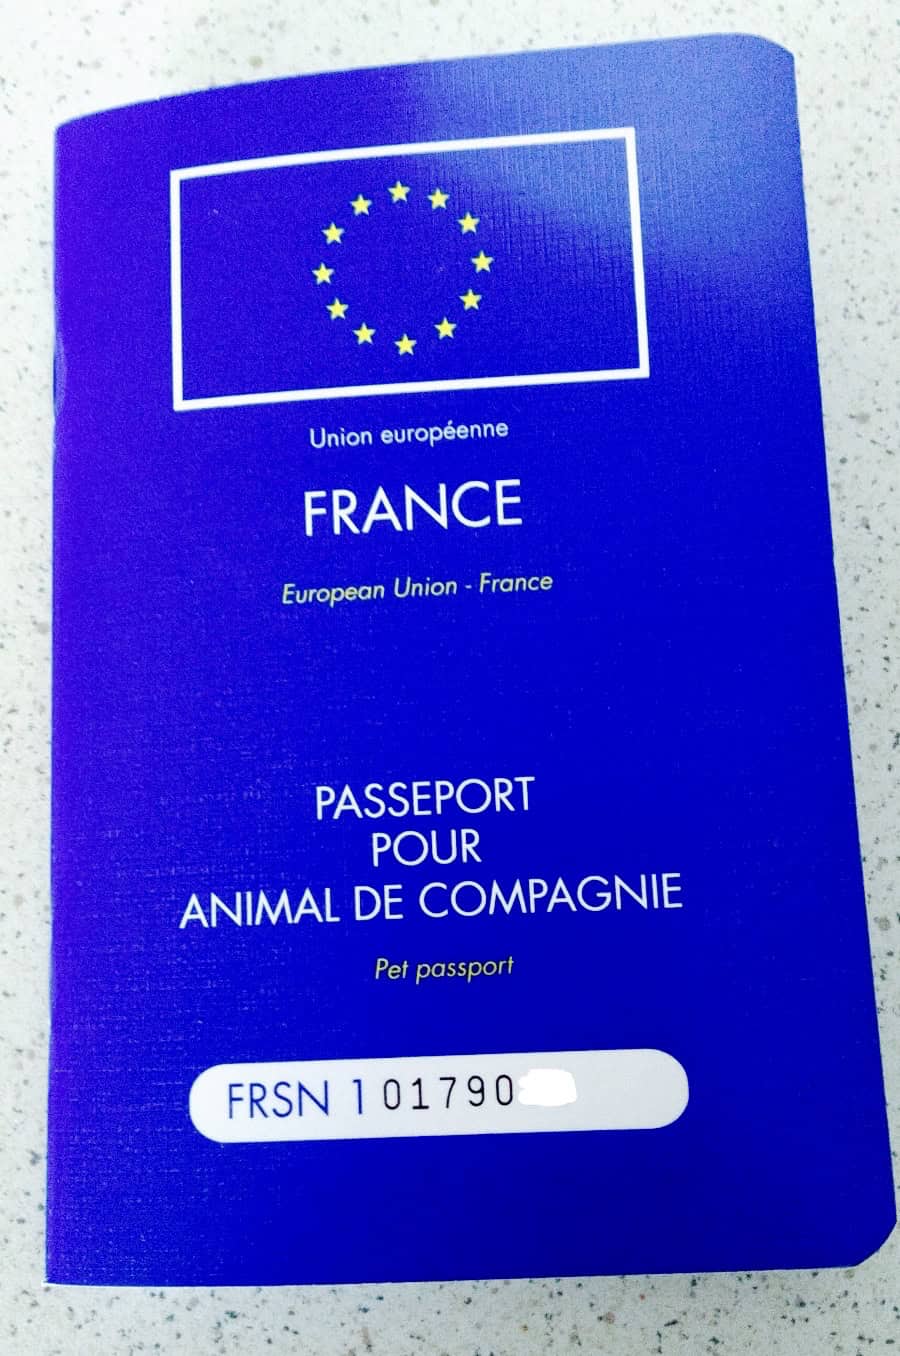 Union européenne
FRANCE
European Union - France
PASSEPORT
POUR
ANIMAL DE COMPAGNIE
Pet passport
FRSN 101790